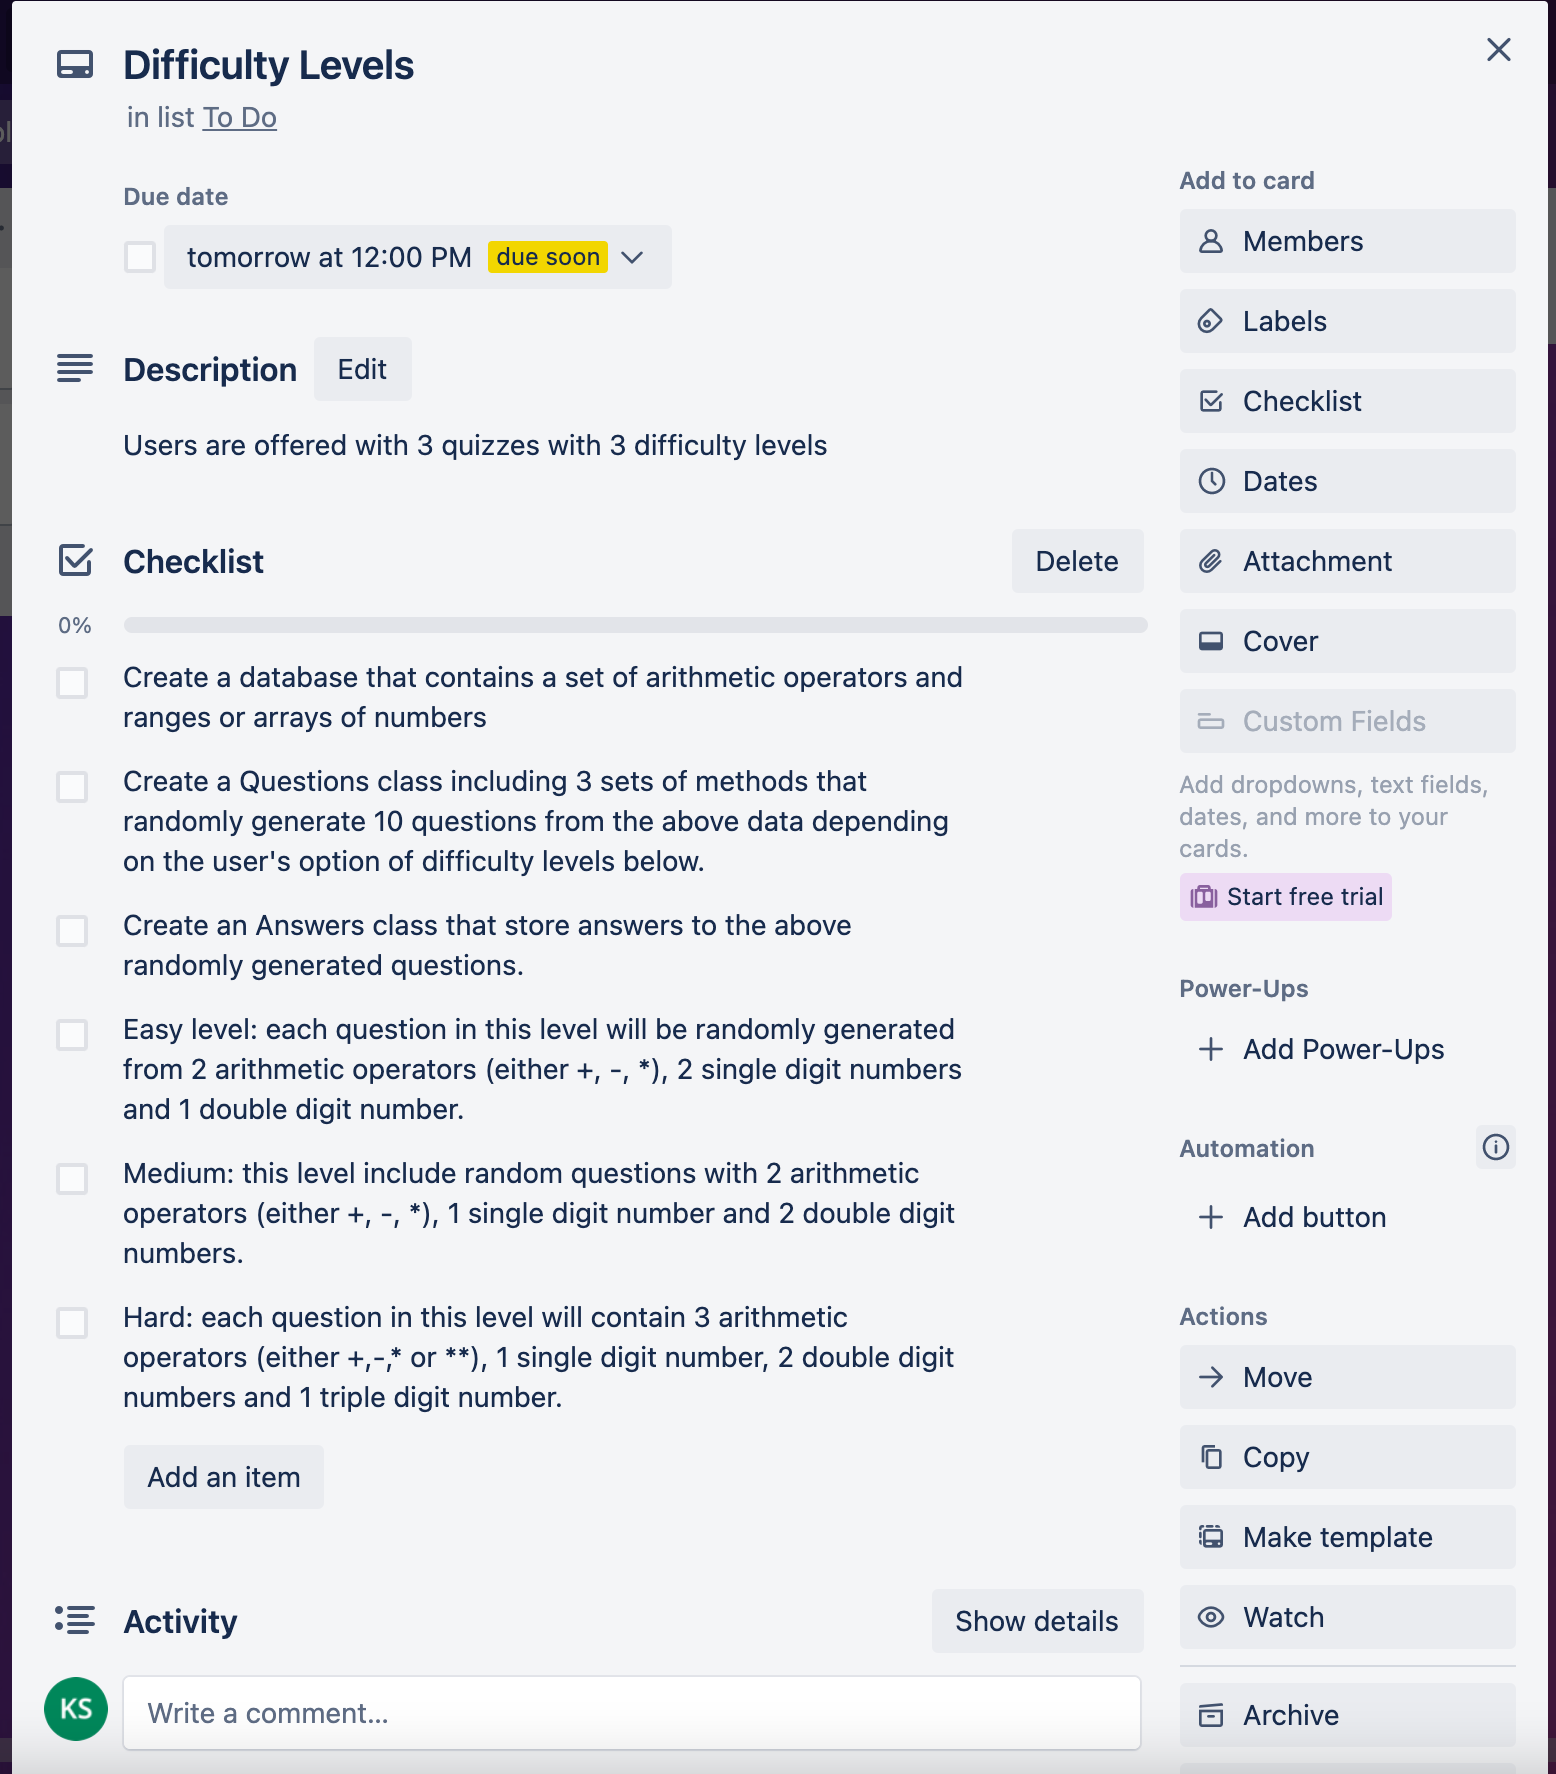 Difficulty Levels
in list To Do
Due date
tomorrow at 12:00 PM due soon
Description Edit
Users are offered with 3 quizzes with 3 difficulty levels
Checklist Delete
0%
Create a database that contains a set of arithmetic operators and
ranges or arrays of numbers
Create a Questions class including 3 sets of methods that
randomly generate 10 questions from the above data depending
on the user's option of difficulty levels below.
Create an Answers class that store answers to the above
randomly generated questions.
Easy level: each question in this level will be randomly generated
from 2 arithmetic operators (either +, -, *), 2 single digit numbers
and 1 double digit number.
Medium: this level include random questions with 2 arithmetic
operators (either +, -, *), 1 single digit number and 2 double digit
numbers.
Hard: each question in this level will contain 3 arithmetic
operators (either +,-,* or **), 1 single digit number, 2 double digit
numbers and 1 triple digit number.
Add an item
Activity Show details
KS Write a comment...
Add to card
Members
Labels
Checklist
Dates
Attachment
Cover
Custom Fields
Add dropdowns, text fields,
dates, and more to your
cards.
Start free trial
Power-Ups
+ Add Power-Ups
Automation
+ Add button
Actions
Move
Copy
Make template
Watch
Archive